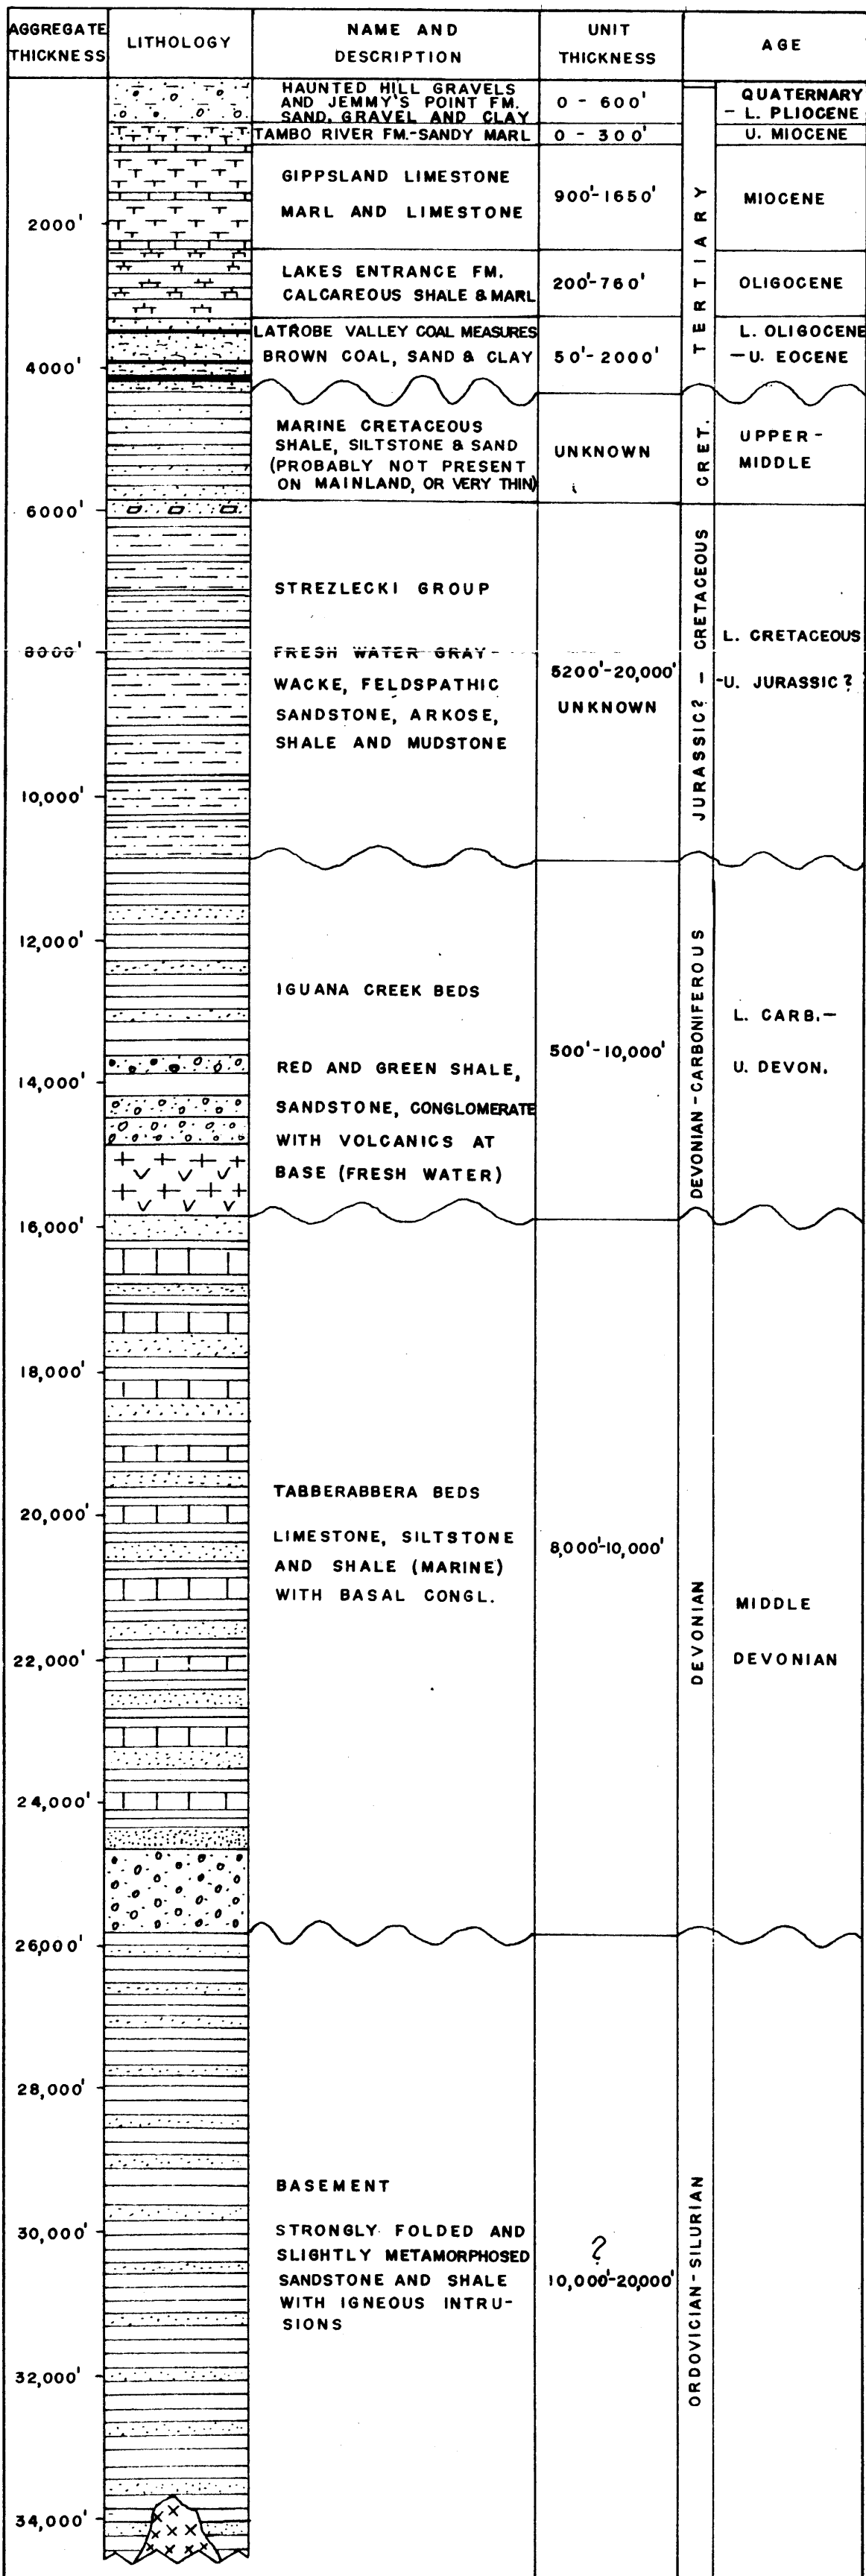 AGGREGATE THICKNESS
LITHOLOGY
NAME AND DESCRIPTION
UNIT THICKNESS
AGE
HAUNTED HILL GRAVELS
AND JEMMY'S POINT FM.
SAND, GRAVEL AND CLAY
0 - 600'
QUATERNARY
- L. PLIOCENE
TAMBO RIVER FM.-SANDY MARL
0 - 300'
U. MIOCENE
GIPPSLAND LIMESTONE
MARL AND LIMESTONE
900'-1650'
MIOCENE
2000'
LAKES ENTRANCE FM.
CALCAREOUS SHALE & MARL
200'-760'
OLIGOCENE
TERTIARY
LATROBE VALLEY COAL MEASURES
BROWN COAL, SAND & CLAY
50'-2000'
L. OLIGOCENE
-U. EOCENE
4000'
MARINE CRETACEOUS
SHALE, SILTSTONE & SAND
(PROBABLY NOT PRESENT
ON MAINLAND, OR VERY THIN)
UNKNOWN
CRET.
UPPER-
MIDDLE
6000'
STREZLECKI GROUP
8000'
FRESH WATER GRAY-
WACKE, FELDSPATHIC
SANDSTONE, ARKOSE,
SHALE AND MUDSTONE
5200'-20,000'
UNKNOWN
JURASSIC? - CRETACEOUS
L. CRETACEOUS
-U. JURASSIC?
10,000'
12,000'
IGUANA CREEK BEDS
RED AND GREEN SHALE,
SANDSTONE, CONGLOMERATE
WITH VOLCANICS AT
BASE (FRESH WATER)
500'-10,000'
DEVONIAN-CARBONIFEROUS
L. CARB.-
U. DEVON.
14,000'
16,000'
18,000'
TABBERABBERA BEDS
LIMESTONE, SILTSTONE
AND SHALE (MARINE)
WITH BASAL CONGL.
8,000'-10,000'
DEVONIAN
MIDDLE
DEVONIAN
20,000'
22,000'
24,000'
26,000'
28,000'
BASEMENT
STRONGLY FOLDED AND
SLIGHTLY METAMORPHOSED
SANDSTONE AND SHALE
WITH IGNEOUS INTRU-
SIONS
?
10,000'-20,000'
ORDOVICIAN-SILURIAN
30,000'
32,000'
34,000'